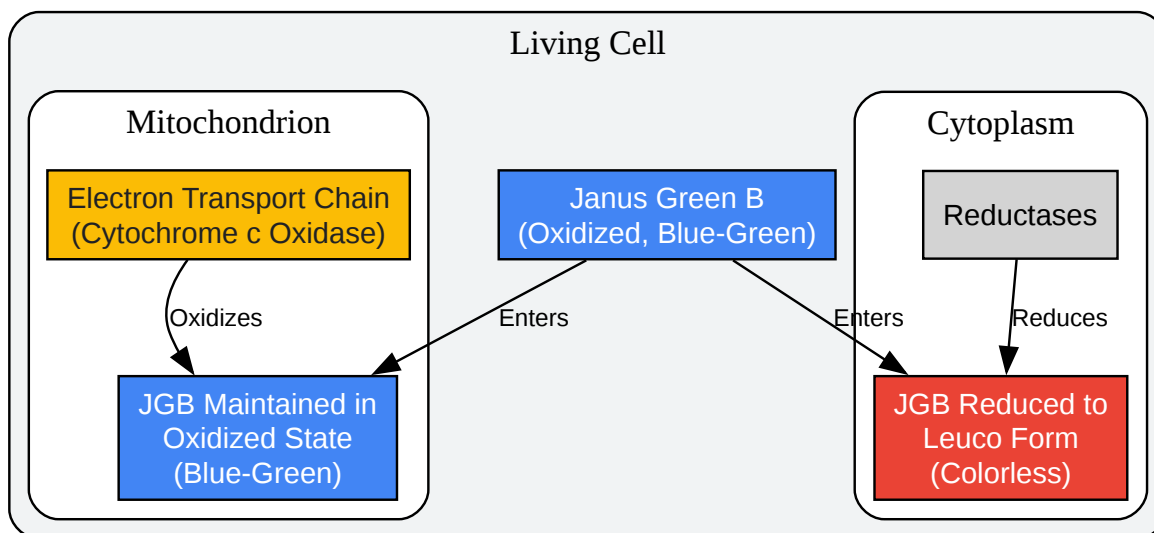 Living Cell
Mitochondrion
Cytoplasm
Electron Transport Chain
(Cytochrome c Oxidase)
Janus Green B
(Oxidized, Blue-Green)
Reductases
Oxidizes
Enters
Enters
Reduces
JGB Maintained in
Oxidized State
(Blue-Green)
JGB Reduced to
Leuco Form
(Colorless)